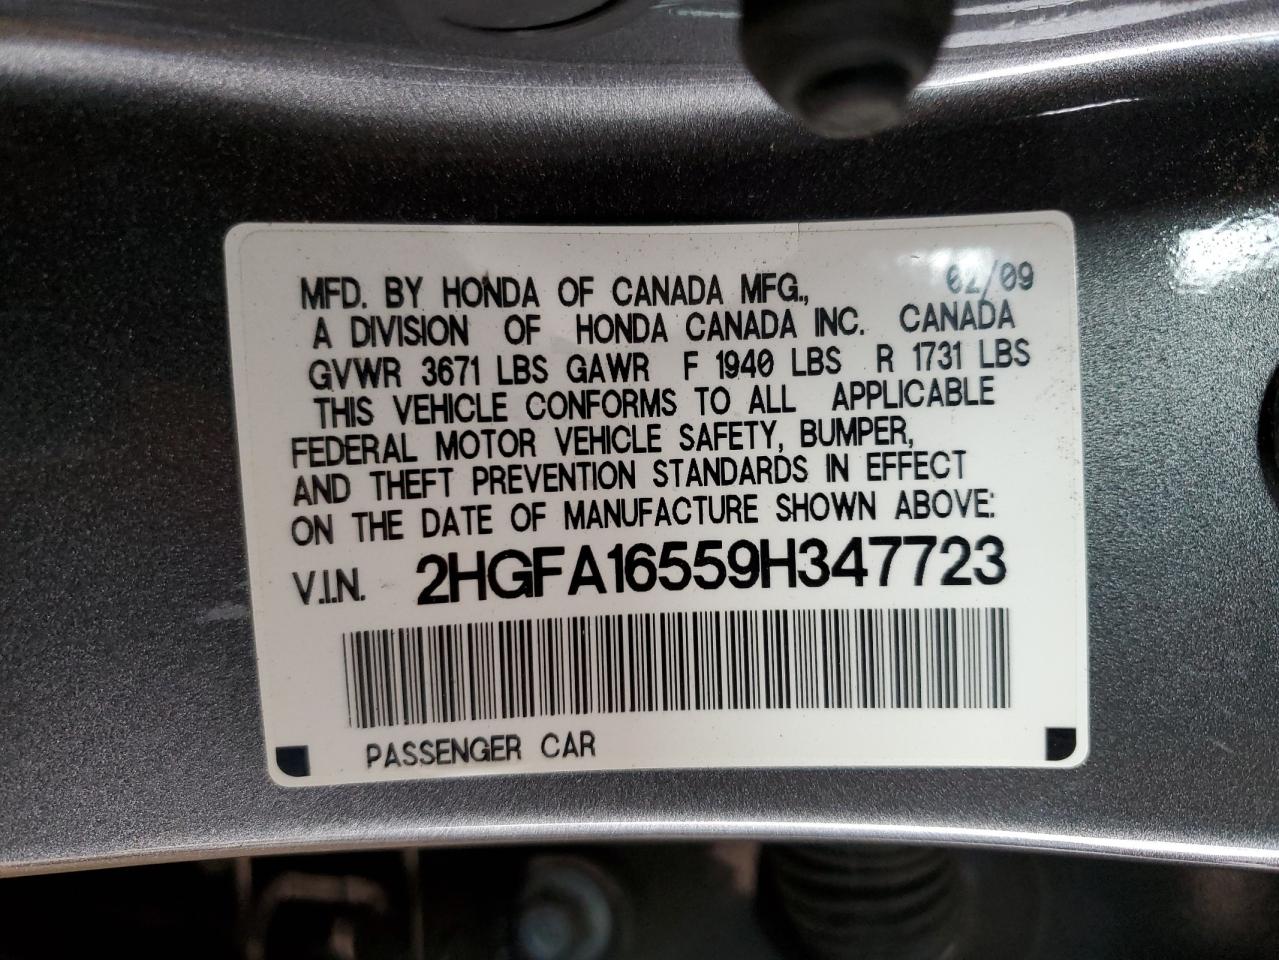 MFD. BY HONDA OF CANADA MFG., 02/09
A DIVISION OF HONDA CANADA INC. CANADA
GVWR 3671 LBS GAWR F 1940 LBS R 1731 LBS
THIS VEHICLE CONFORMS TO ALL APPLICABLE
FEDERAL MOTOR VEHICLE SAFETY, BUMPER,
AND THEFT PREVENTION STANDARDS IN EFFECT
ON THE DATE OF MANUFACTURE SHOWN ABOVE:
V.I.N. 2HGFA16559H347723
PASSENGER CAR